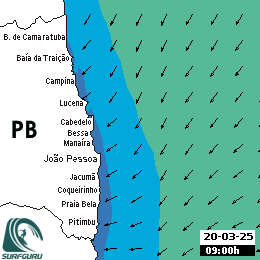 B. de Camaratuba
Baía da Traição
Campina
Lucena
PB
Cabedelo
Bessa
Manaíra
João Pessoa
Jacumã
Coqueirinho
Praia Bela
Pitimbu
SURFGURU
20-03-25
09:00h